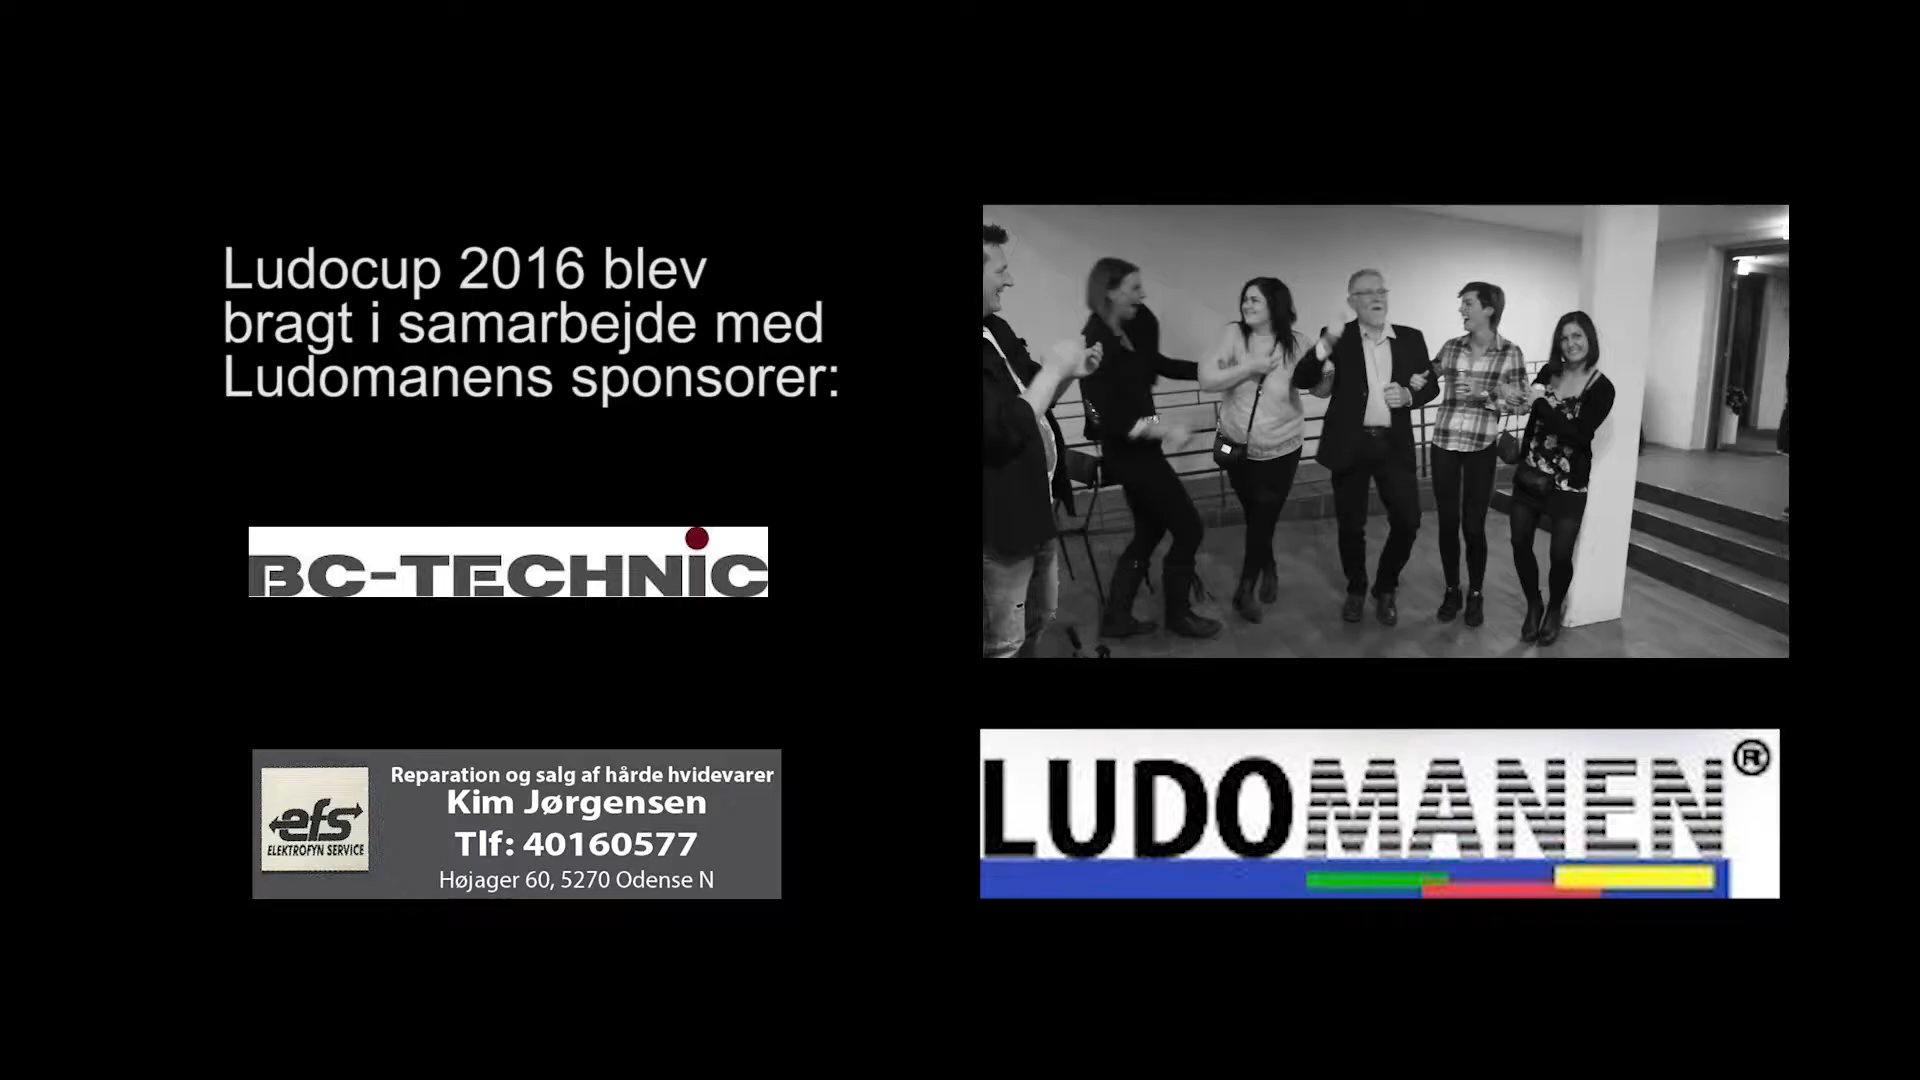 Ludocup 2016 blev
bragt i samarbejde med
Ludomanens sponsorer:
BC-TECHNIC
efs
ELEKTROFYN SERVICE
Reparation og salg af hårde hvidevarer
Kim Jørgensen
Tlf: 40160577
Højager 60, 5270 Odense N
LUDOMANEN®